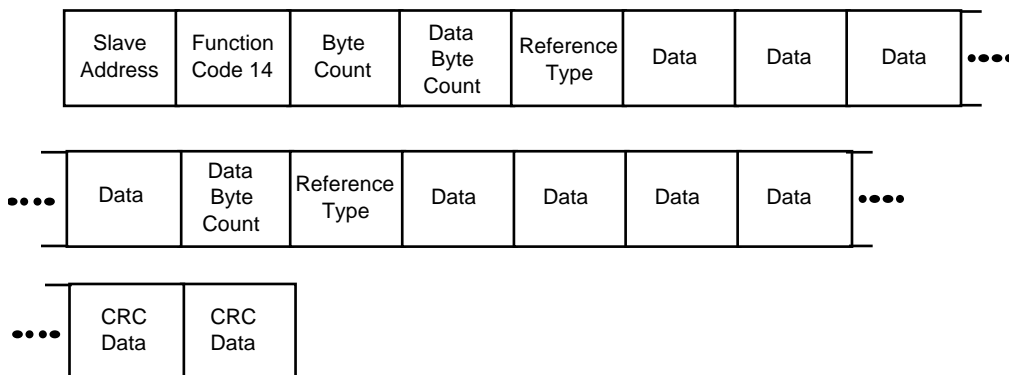 Slave Address
Function Code 14
Byte Count
Data Byte Count
Reference Type
Data
Data
Data
Data
Data Byte Count
Reference Type
Data
Data
Data
Data
CRC Data
CRC Data